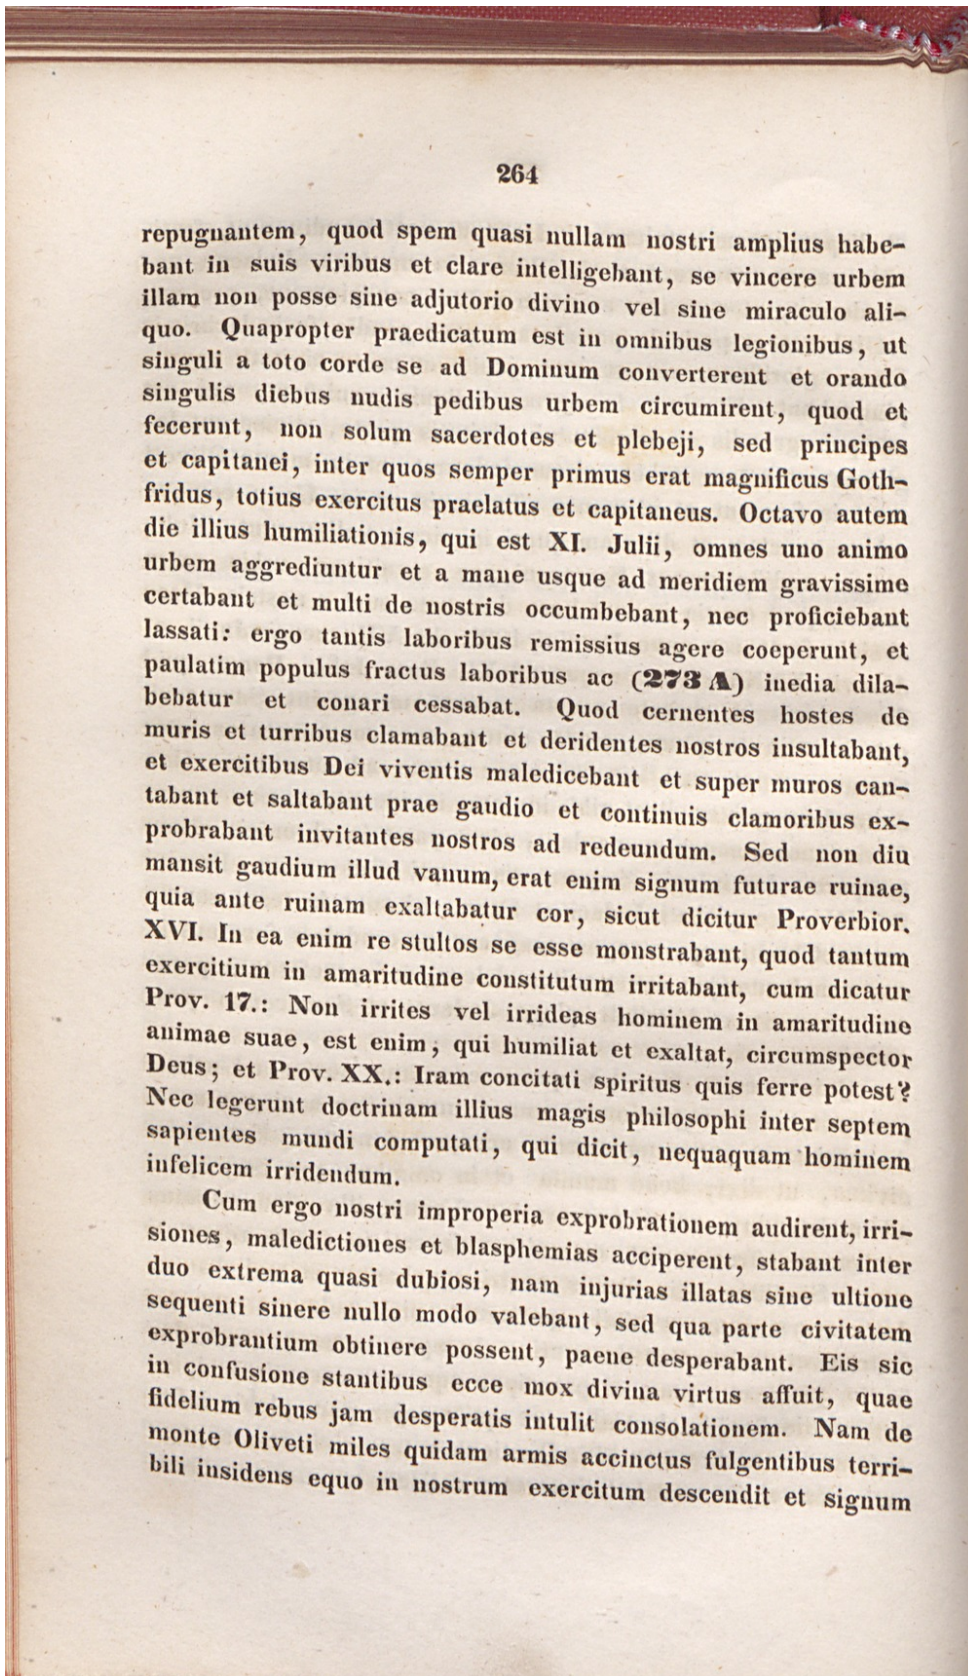 264
repugnantem, quod spem quasi nullam nostri amplius habe-
bant in suis viribus et clare intelligebant, se vincere urbem
illam non posse sine adjutorio divino vel sine miraculo ali-
quo. Quapropter praedicatum est in omnibus legionibus, ut
singuli a toto corde se ad Dominum converterent et orando
singulis diebus nudis pedibus urbem circumirent, quod et
fecerunt, non solum sacerdotes et plebeji, sed principes
et capitanei, inter quos semper primus erat magnificus Goth-
fridus, totius exercitus praelatus et capitaneus. Octavo autem
die illius humiliationis, qui est XI. Julii, omnes uno animo
urbem aggrediuntur et a mane usque ad meridiem gravissime
certabant et multi de nostris occumbebant, nec proficiebant
lassati: ergo tantis laboribus remissius agere coeperunt, et
paulatim populus fractus laboribus ac (273 A) inedia dila-
bebatur et conari cessabat. Quod cernentes hostes de
muris et turribus clamabant et deridentes nostros insultabant,
et exercitibus Dei viventis maledicebant et super muros can-
tabant et saltabant prae gaudio et continuis clamoribus ex-
probrabant invitantes nostros ad redeundum. Sed non diu
mansit gaudium illud vanum, erat enim signum futurae ruinae,
quia ante ruinam exaltabatur cor, sicut dicitur Proverbior.
XVI. In ea enim re stultos se esse monstrabant, quod tantum
exercitium in amaritudine constitutum irritabant, cum dicatur
Prov. 17.: Non irrites vel irrideas hominem in amaritudine
animae suae, est enim, qui humiliat et exaltat, circumspector
Deus; et Prov. XX.: Iram concitati spiritus quis ferre potest?
Nec legerunt doctrinam illius magis philosophi inter septem
sapientes mundi computati, qui dicit, nequaquam hominem
infelicem irridendum.
Cum ergo nostri improperia exprobrationem audirent, irri-
siones, maledictiones et blasphemias acciperent, stabant inter
duo extrema quasi dubiosi, nam injurias illatas sine ultione
sequenti sinere nullo modo valebant, sed qua parte civitatem
exprobrantium obtinere possent, paene desperabant. Eis sic
in confusione stantibus ecce mox divina virtus affuit, quae
fidelium rebus jam desperatis intulit consolationem. Nam de
monte Oliveti miles quidam armis accinctus fulgentibus terri-
bili insidens equo in nostrum exercitum descendit et signum